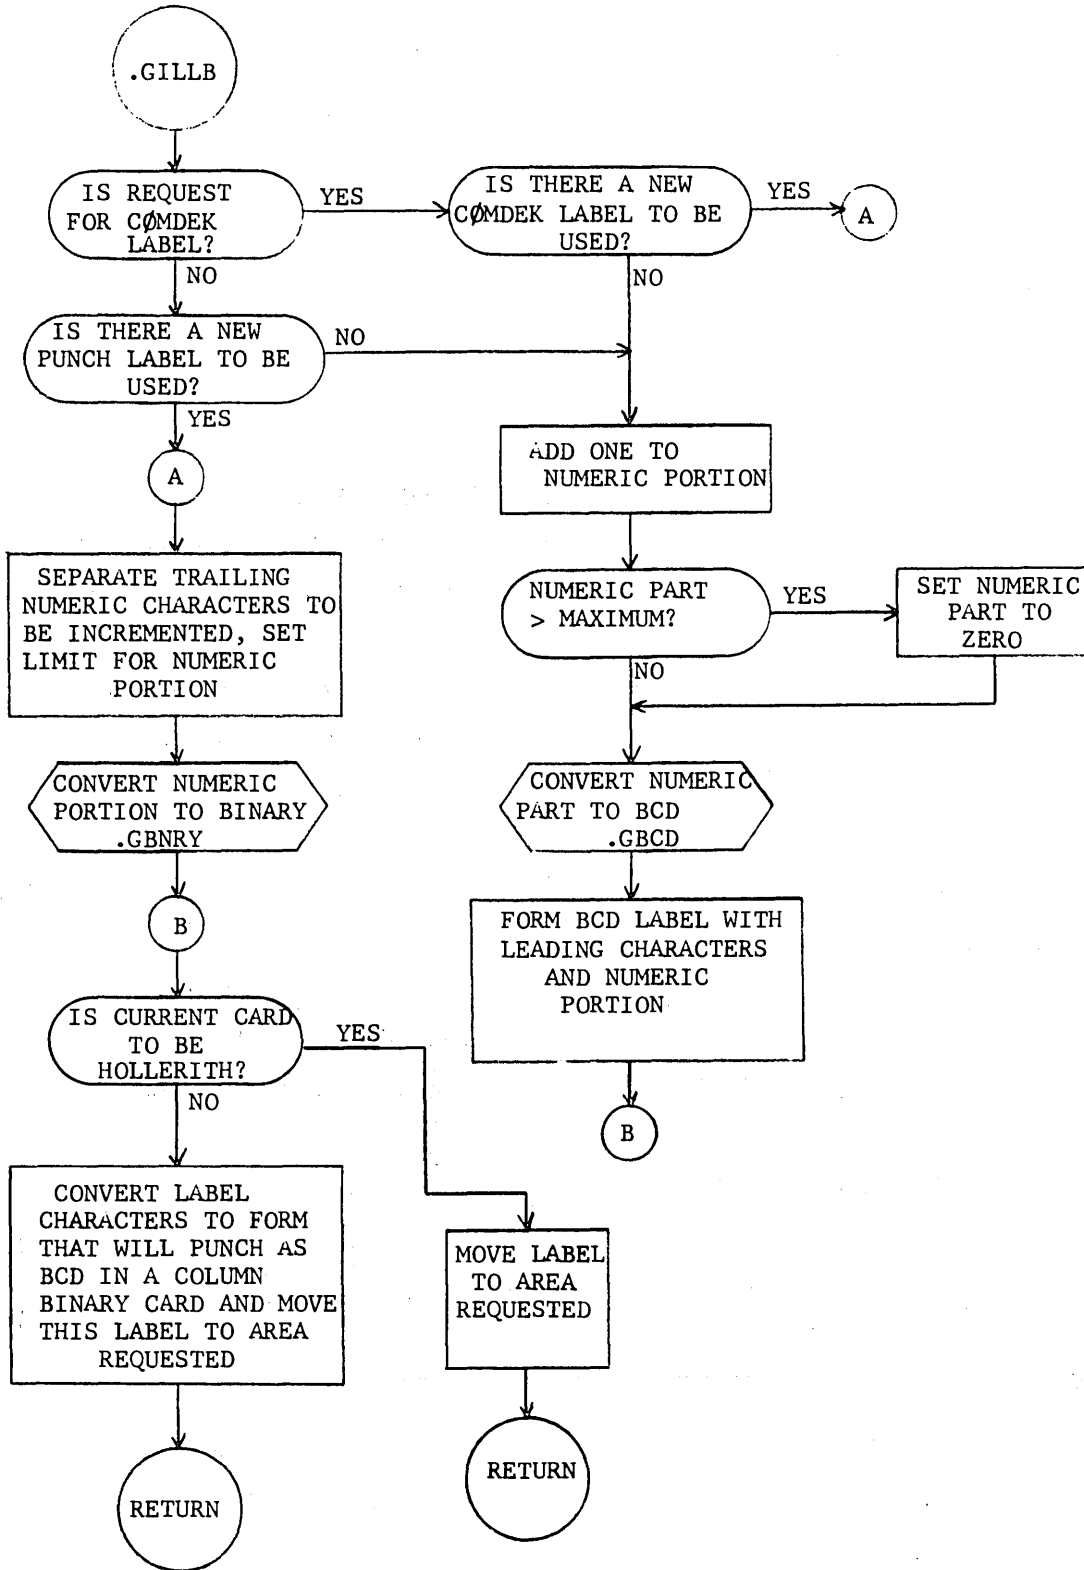 .GILLB
IS REQUEST
FOR CØMDEK
LABEL?
YES
IS THERE A NEW
CØMDEK LABEL TO BE
USED?
YES
A
NO
NO
IS THERE A NEW
PUNCH LABEL TO BE
USED?
NO
YES
A
ADD ONE TO
NUMERIC PORTION
SEPARATE TRAILING
NUMERIC CHARACTERS TO
BE INCREMENTED, SET
LIMIT FOR NUMERIC
PORTION
NUMERIC PART
> MAXIMUM?
YES
SET NUMERIC
PART TO
ZERO
NO
CONVERT NUMERIC
PORTION TO BINARY
.GBNRY
CONVERT NUMERIC
PART TO BCD
.GBCD
B
FORM BCD LABEL WITH
LEADING CHARACTERS
AND NUMERIC
PORTION
IS CURRENT CARD
TO BE
HOLLERITH?
YES
NO
B
CONVERT LABEL
CHARACTERS TO FORM
THAT WILL PUNCH AS
BCD IN A COLUMN
BINARY CARD AND MOVE
THIS LABEL TO AREA
REQUESTED
MOVE LABEL
TO AREA
REQUESTED
RETURN
RETURN